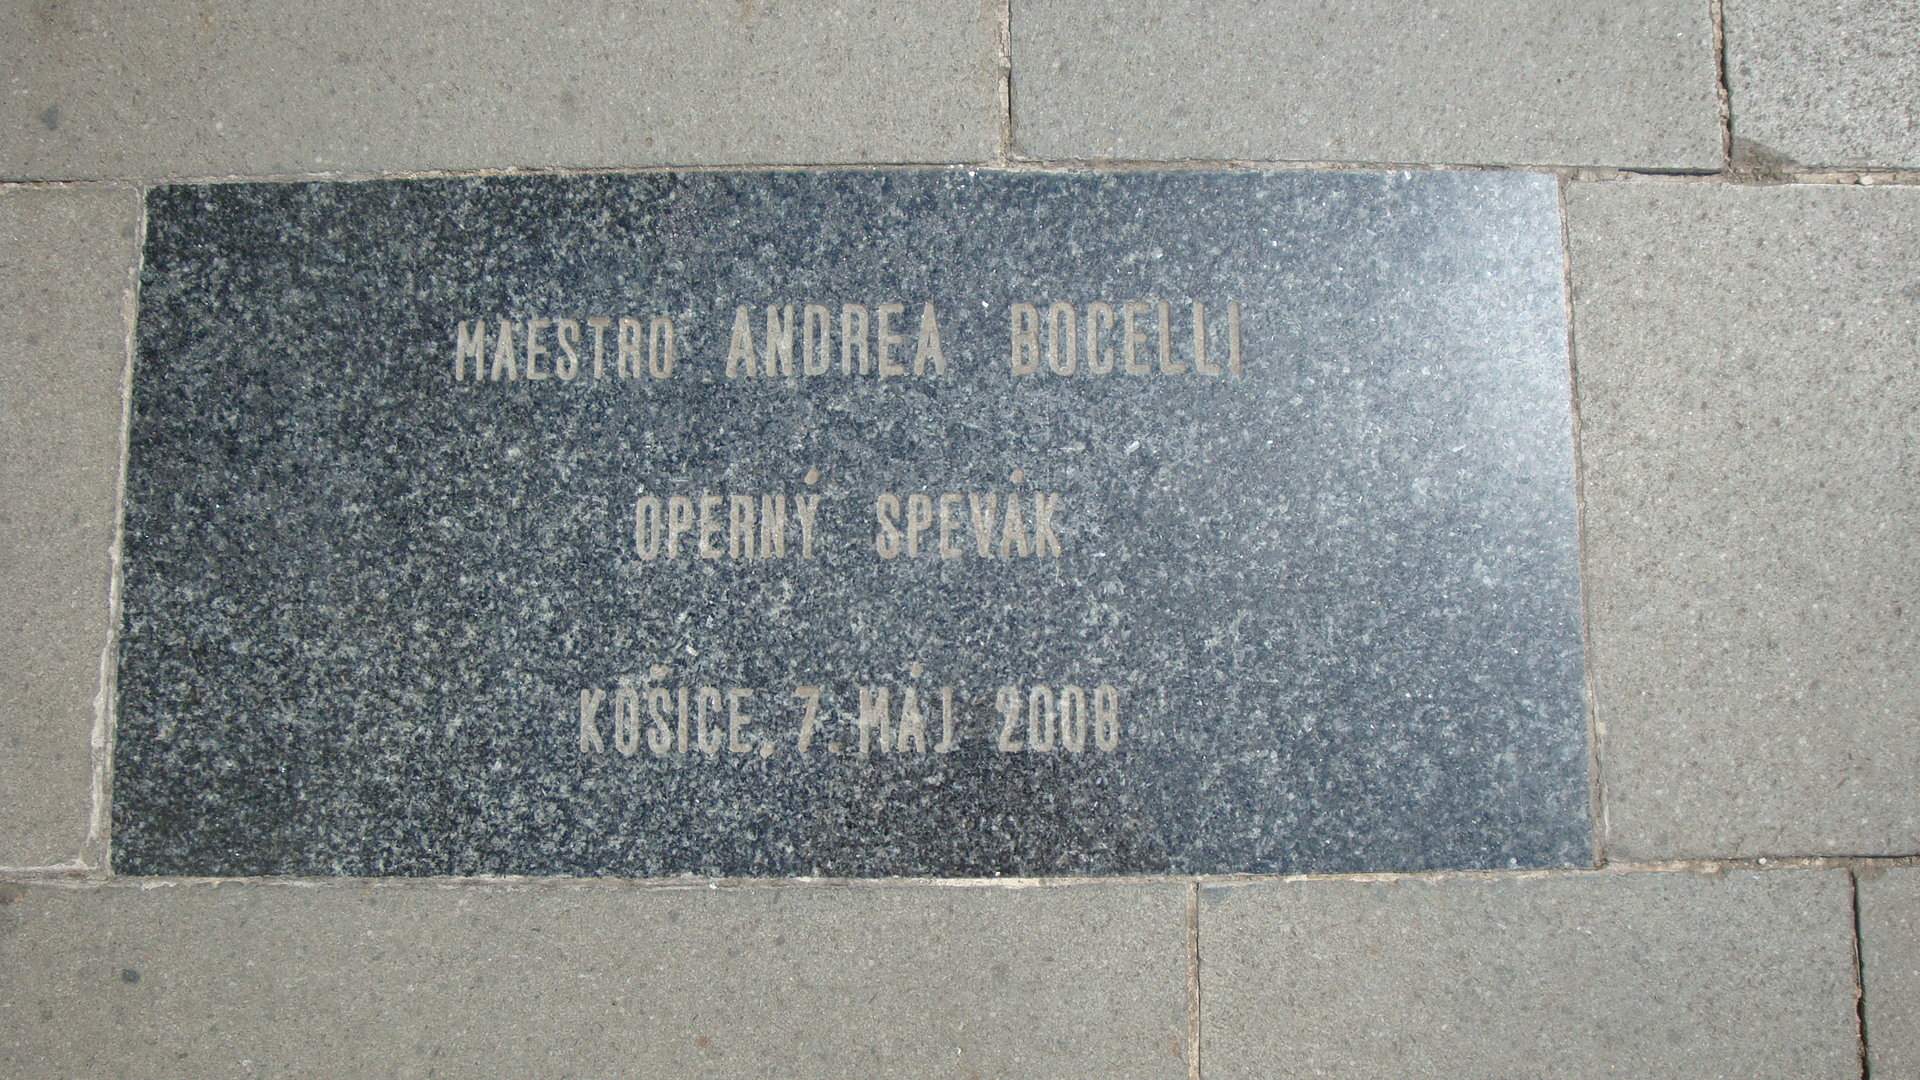 MAESTRO ANDREA BOCELLI
OPERNÝ SPEVÁK
KOŠICE, 7. MÁJ 2008